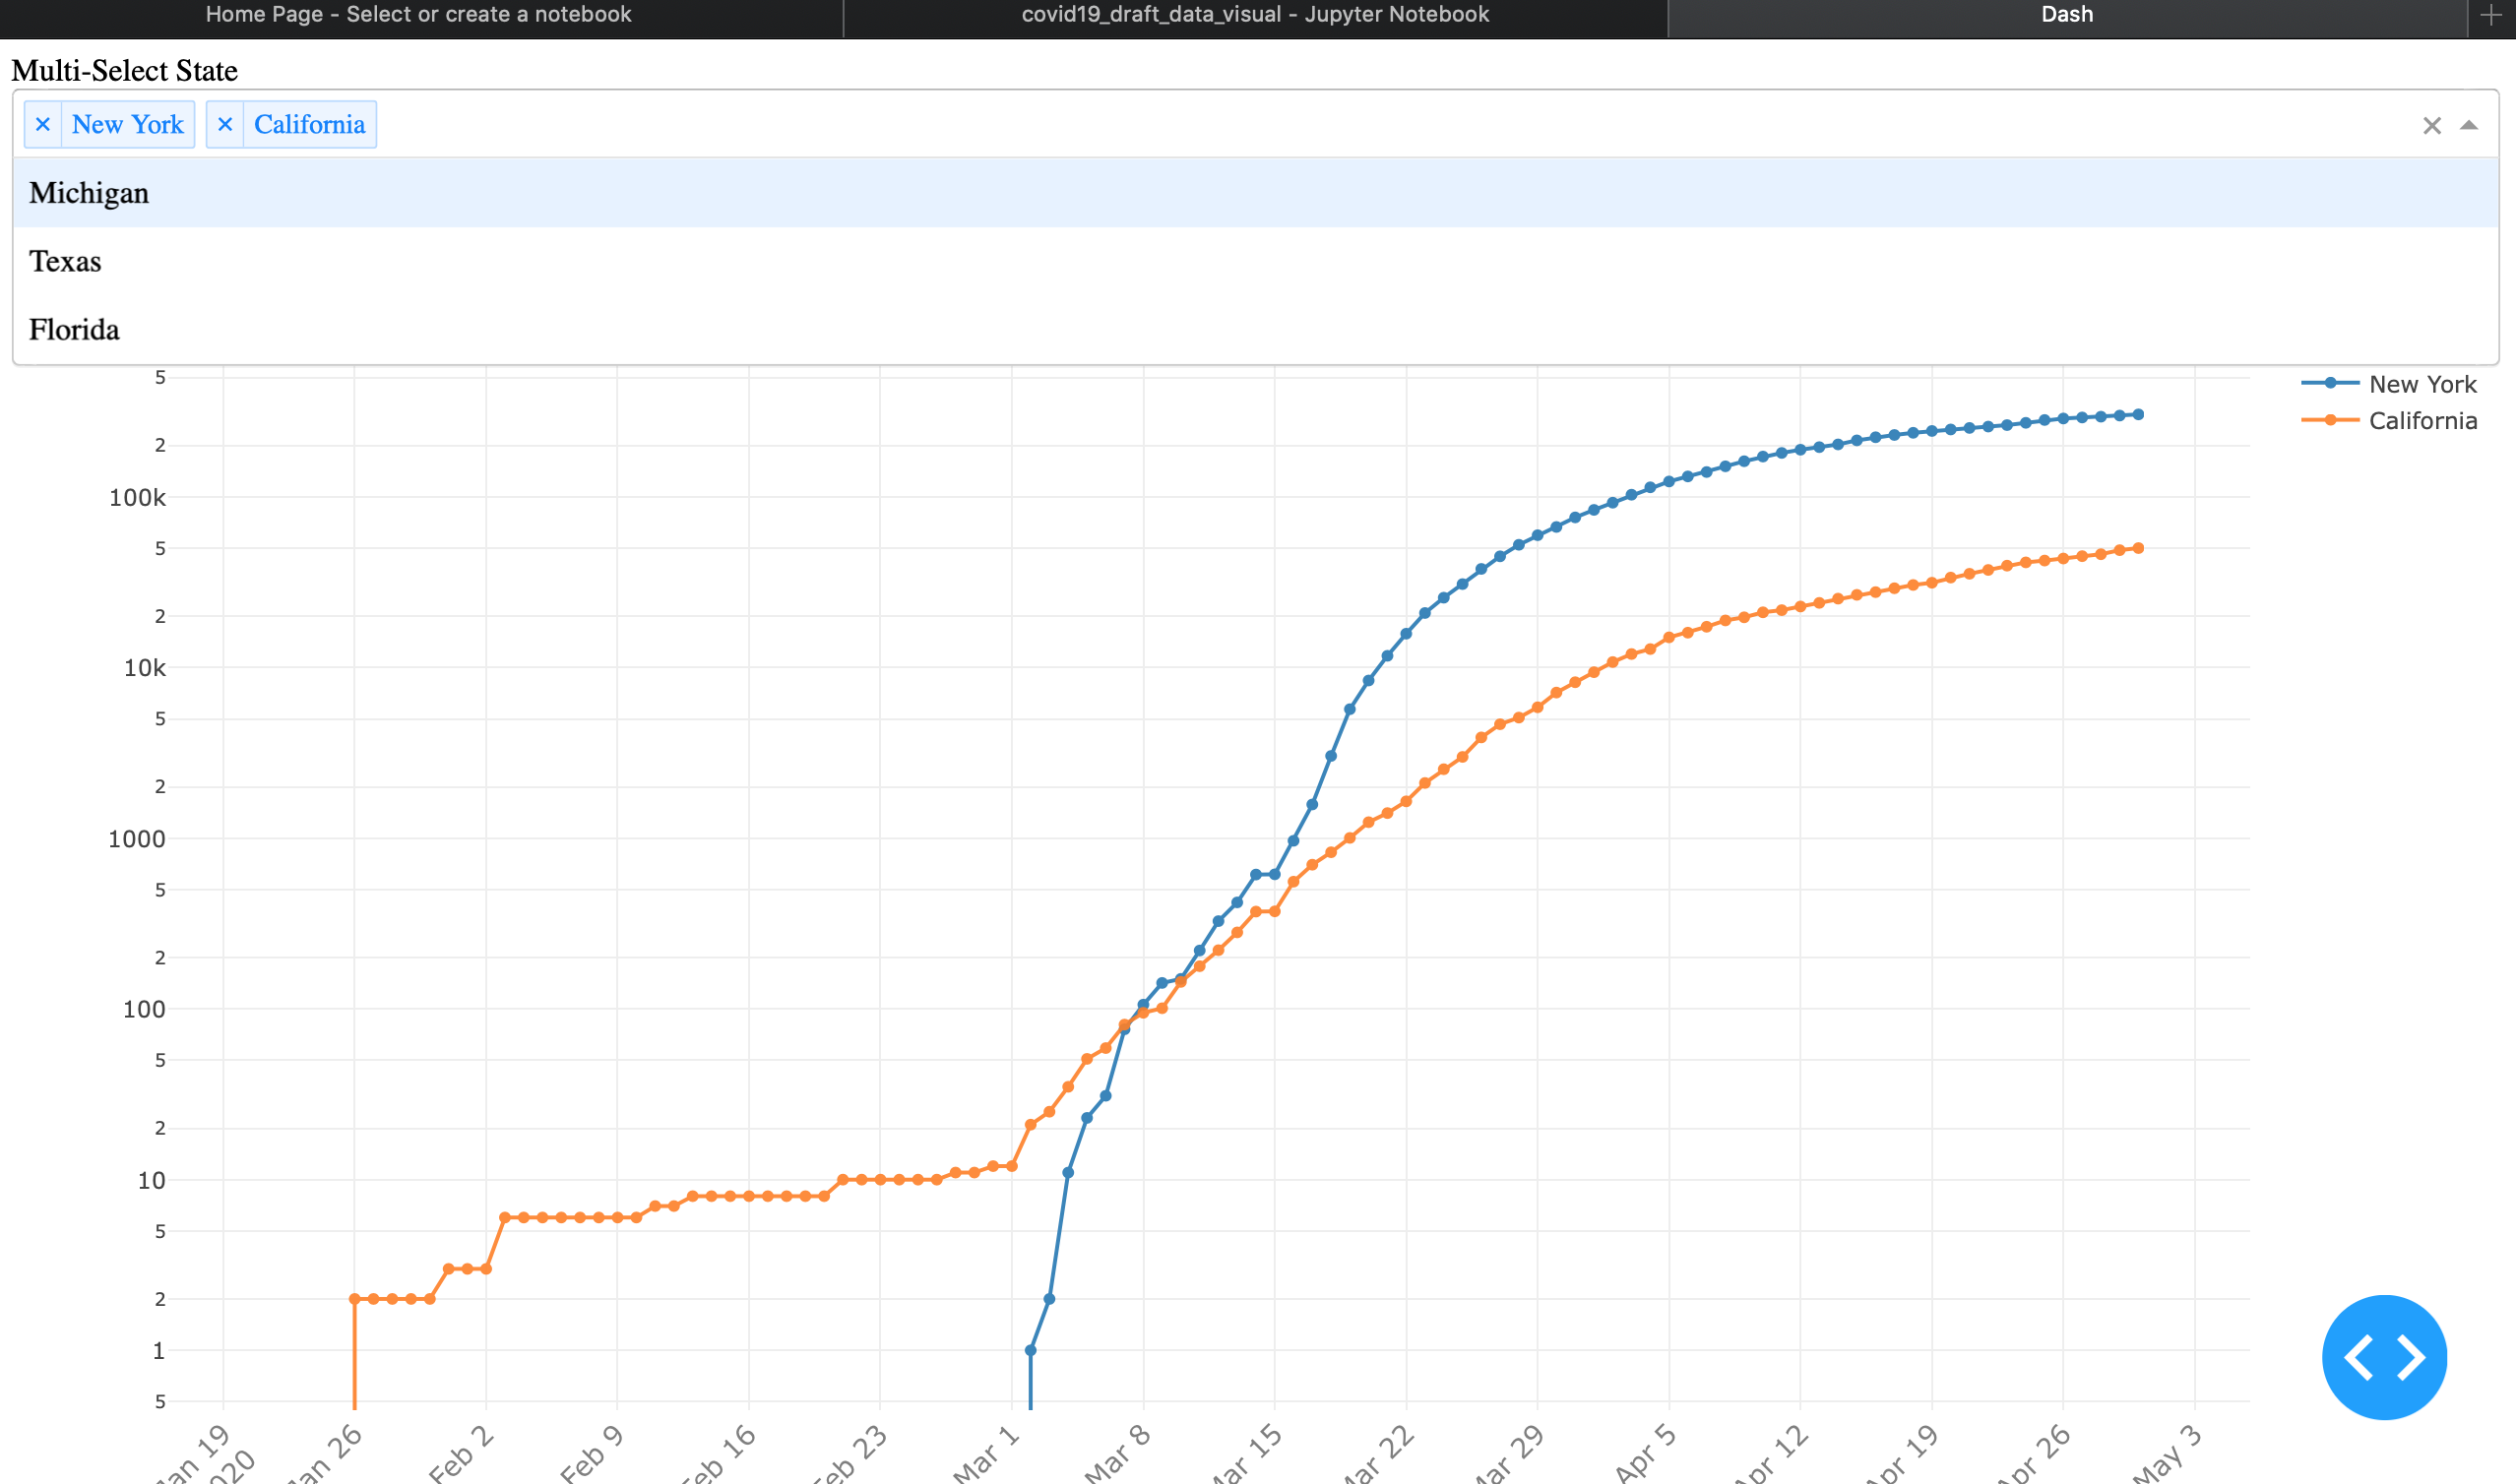 Home Page - Select or create a notebook
covid19_draft_data_visual - Jupyter Notebook
Dash
Multi-Select State
× New York × California
Michigan
Texas
Florida
New York
California
5
2
100k
5
2
10k
5
2
1000
5
2
100
5
2
10
5
2
1
5
Jan 19
2020
Jan 26
Feb 2
Feb 9
Feb 16
Feb 23
Mar 1
Mar 8
Mar 15
Mar 22
Mar 29
Apr 5
Apr 12
Apr 19
Apr 26
May 3